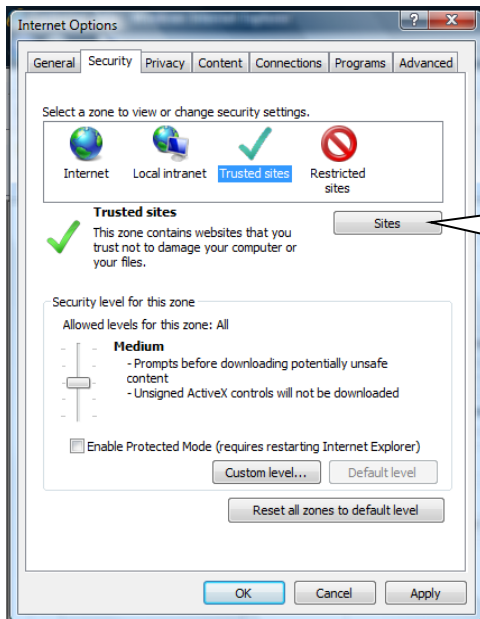 Internet Options
General Security Privacy Content Connections Programs Advanced
Select a zone to view or change security settings.
Internet Local intranet Trusted sites Restricted sites
Trusted sites
Sites
This zone contains websites that you
trust not to damage your computer or
your files.
Security level for this zone
Allowed levels for this zone: All
Medium
- Prompts before downloading potentially unsafe
content
- Unsigned ActiveX controls will not be downloaded
Enable Protected Mode (requires restarting Internet Explorer)
Custom level... Default level
Reset all zones to default level
OK Cancel Apply